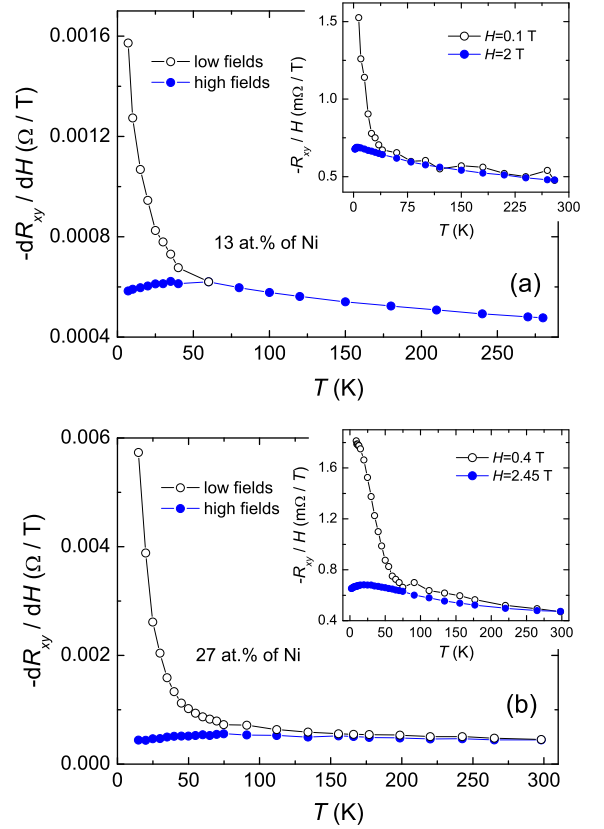 0.0016
0.0012
0.0008
0.0004
-dR_xy / dH (Ω / T)
low fields
high fields
13 at.% of Ni
(a)
0 50 100 150 200 250
T (K)
1.5
1.0
0.5
-R_xy / H (mΩ / T)
H=0.1 T
H=2 T
0 75 150 225 300
T (K)
0.006
0.004
0.002
0.000
-dR_xy / dH (Ω / T)
low fields
high fields
27 at.% of Ni
(b)
0 50 100 150 200 250 300
T (K)
1.6
1.2
0.8
0.4
-R_xy / H (mΩ / T)
H=0.4 T
H=2.45 T
0 50 100 150 200 250 300
T (K)